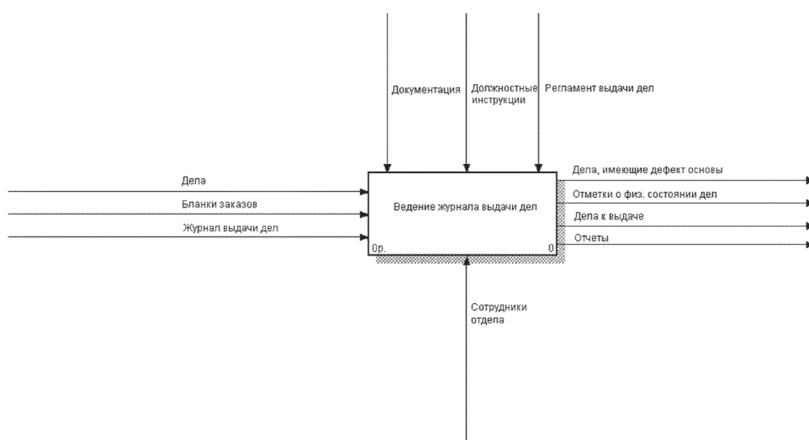 Документация
Должностные
инструкции
Регламент выдачи дел
Дела
Бланки заказов
Журнал выдачи дел
Ведение журнала выдачи дел
0р.
0
Дела, имеющие дефект основы
Отметки о физ. состоянии дел
Дела к выдаче
Отчеты
Сотрудники
отдела